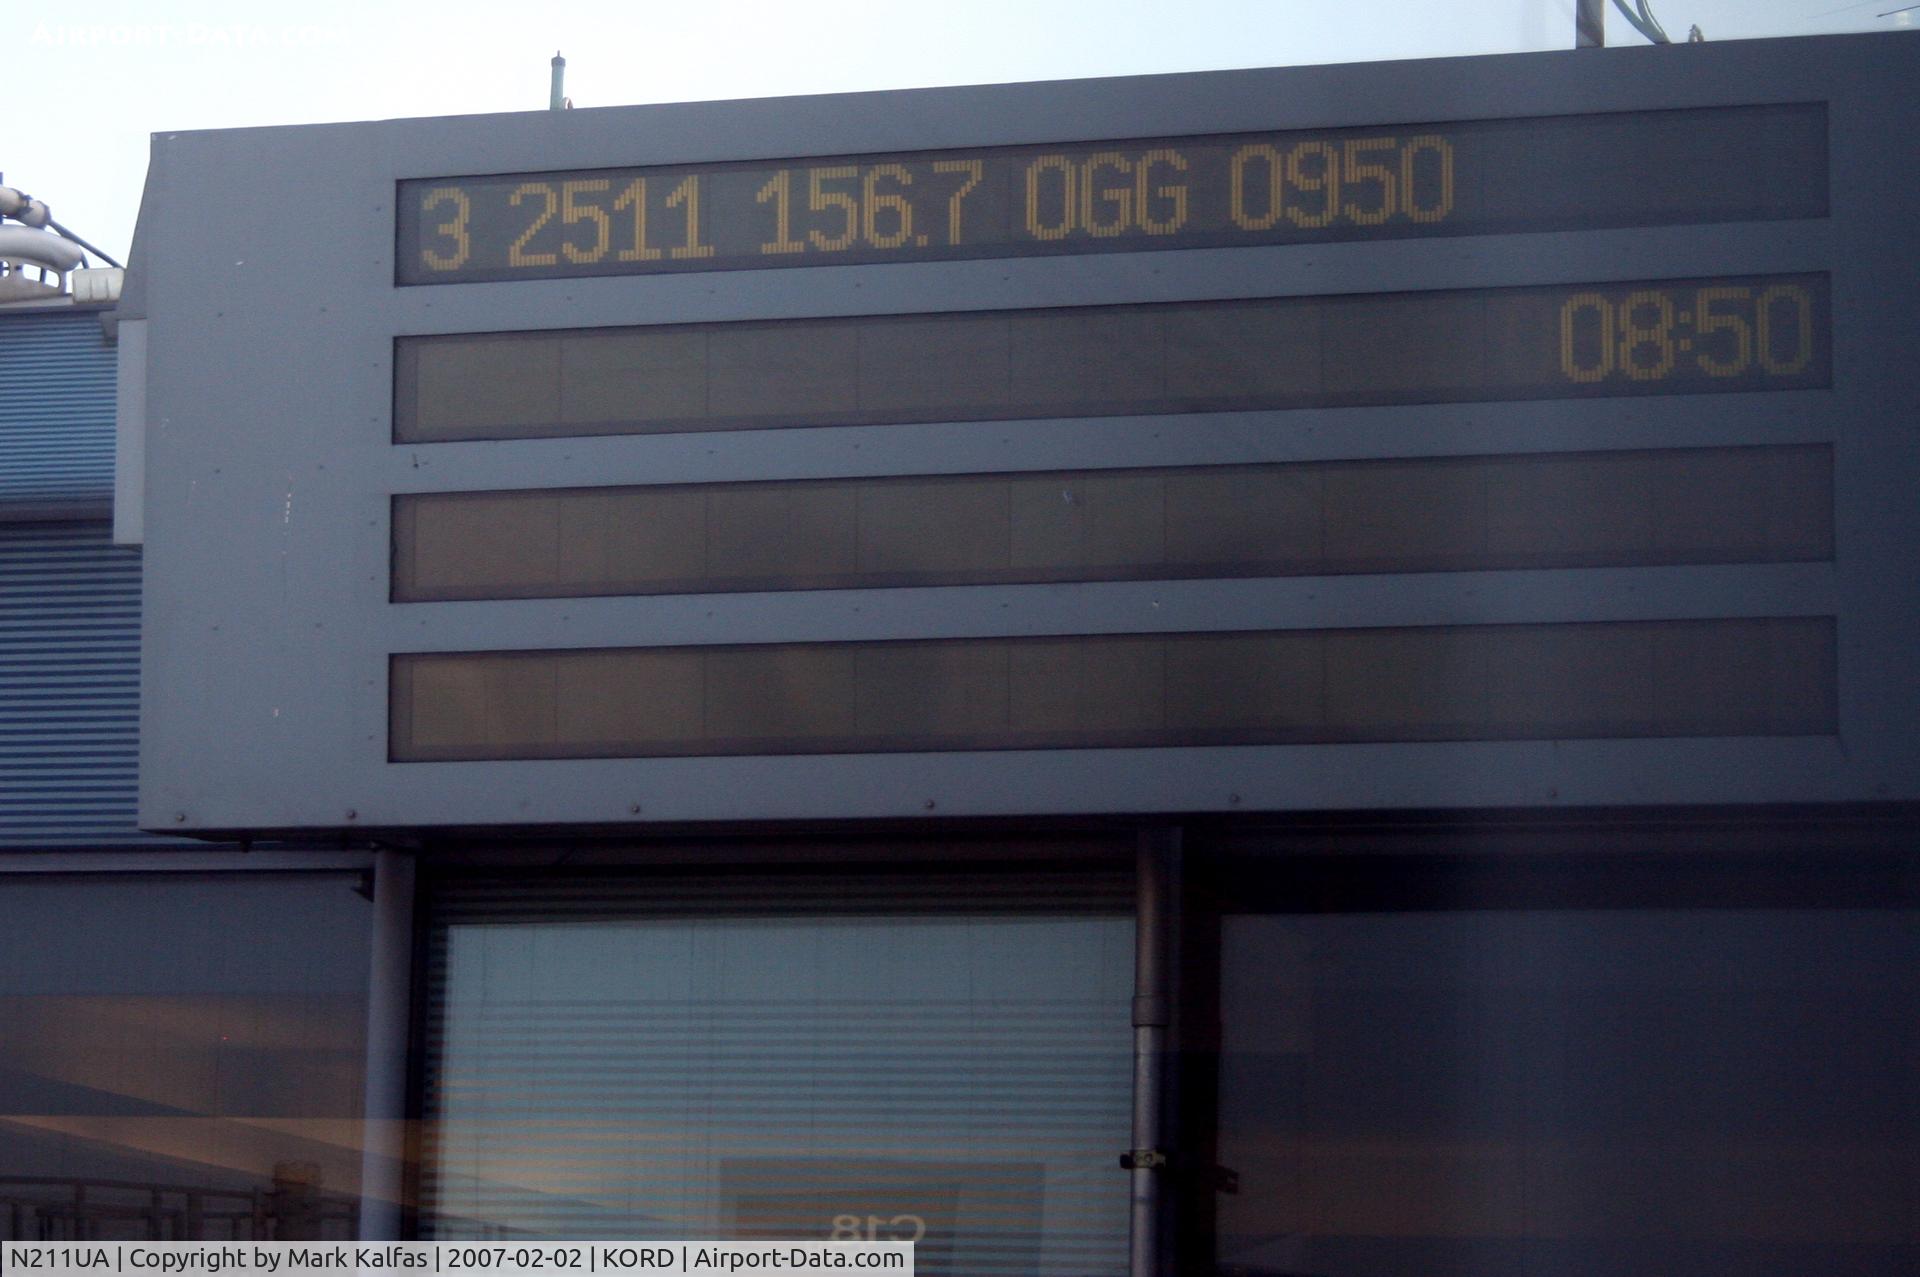 Airport-Data.com
3 2511 156.7 OGG 0950
08:50
C18
N211UA | Copyright by Mark Kalfas | 2007-02-02 | KORD | Airport-Data.com